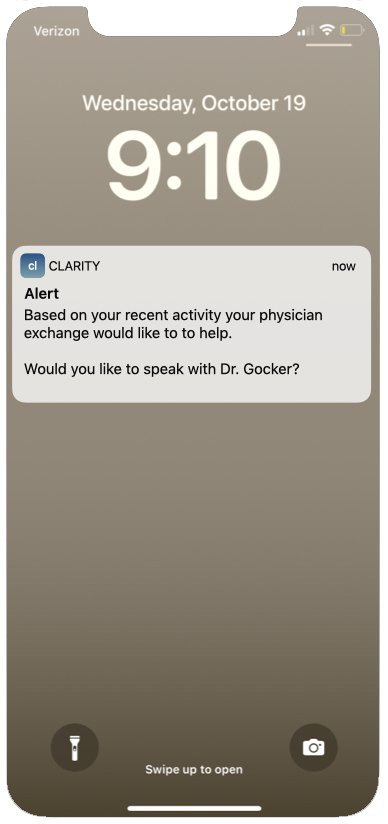 Verizon
Wednesday, October 19
9:10
cl CLARITY now
Alert
Based on your recent activity your physician
exchange would like to to help.
Would you like to speak with Dr. Gocker?
Swipe up to open